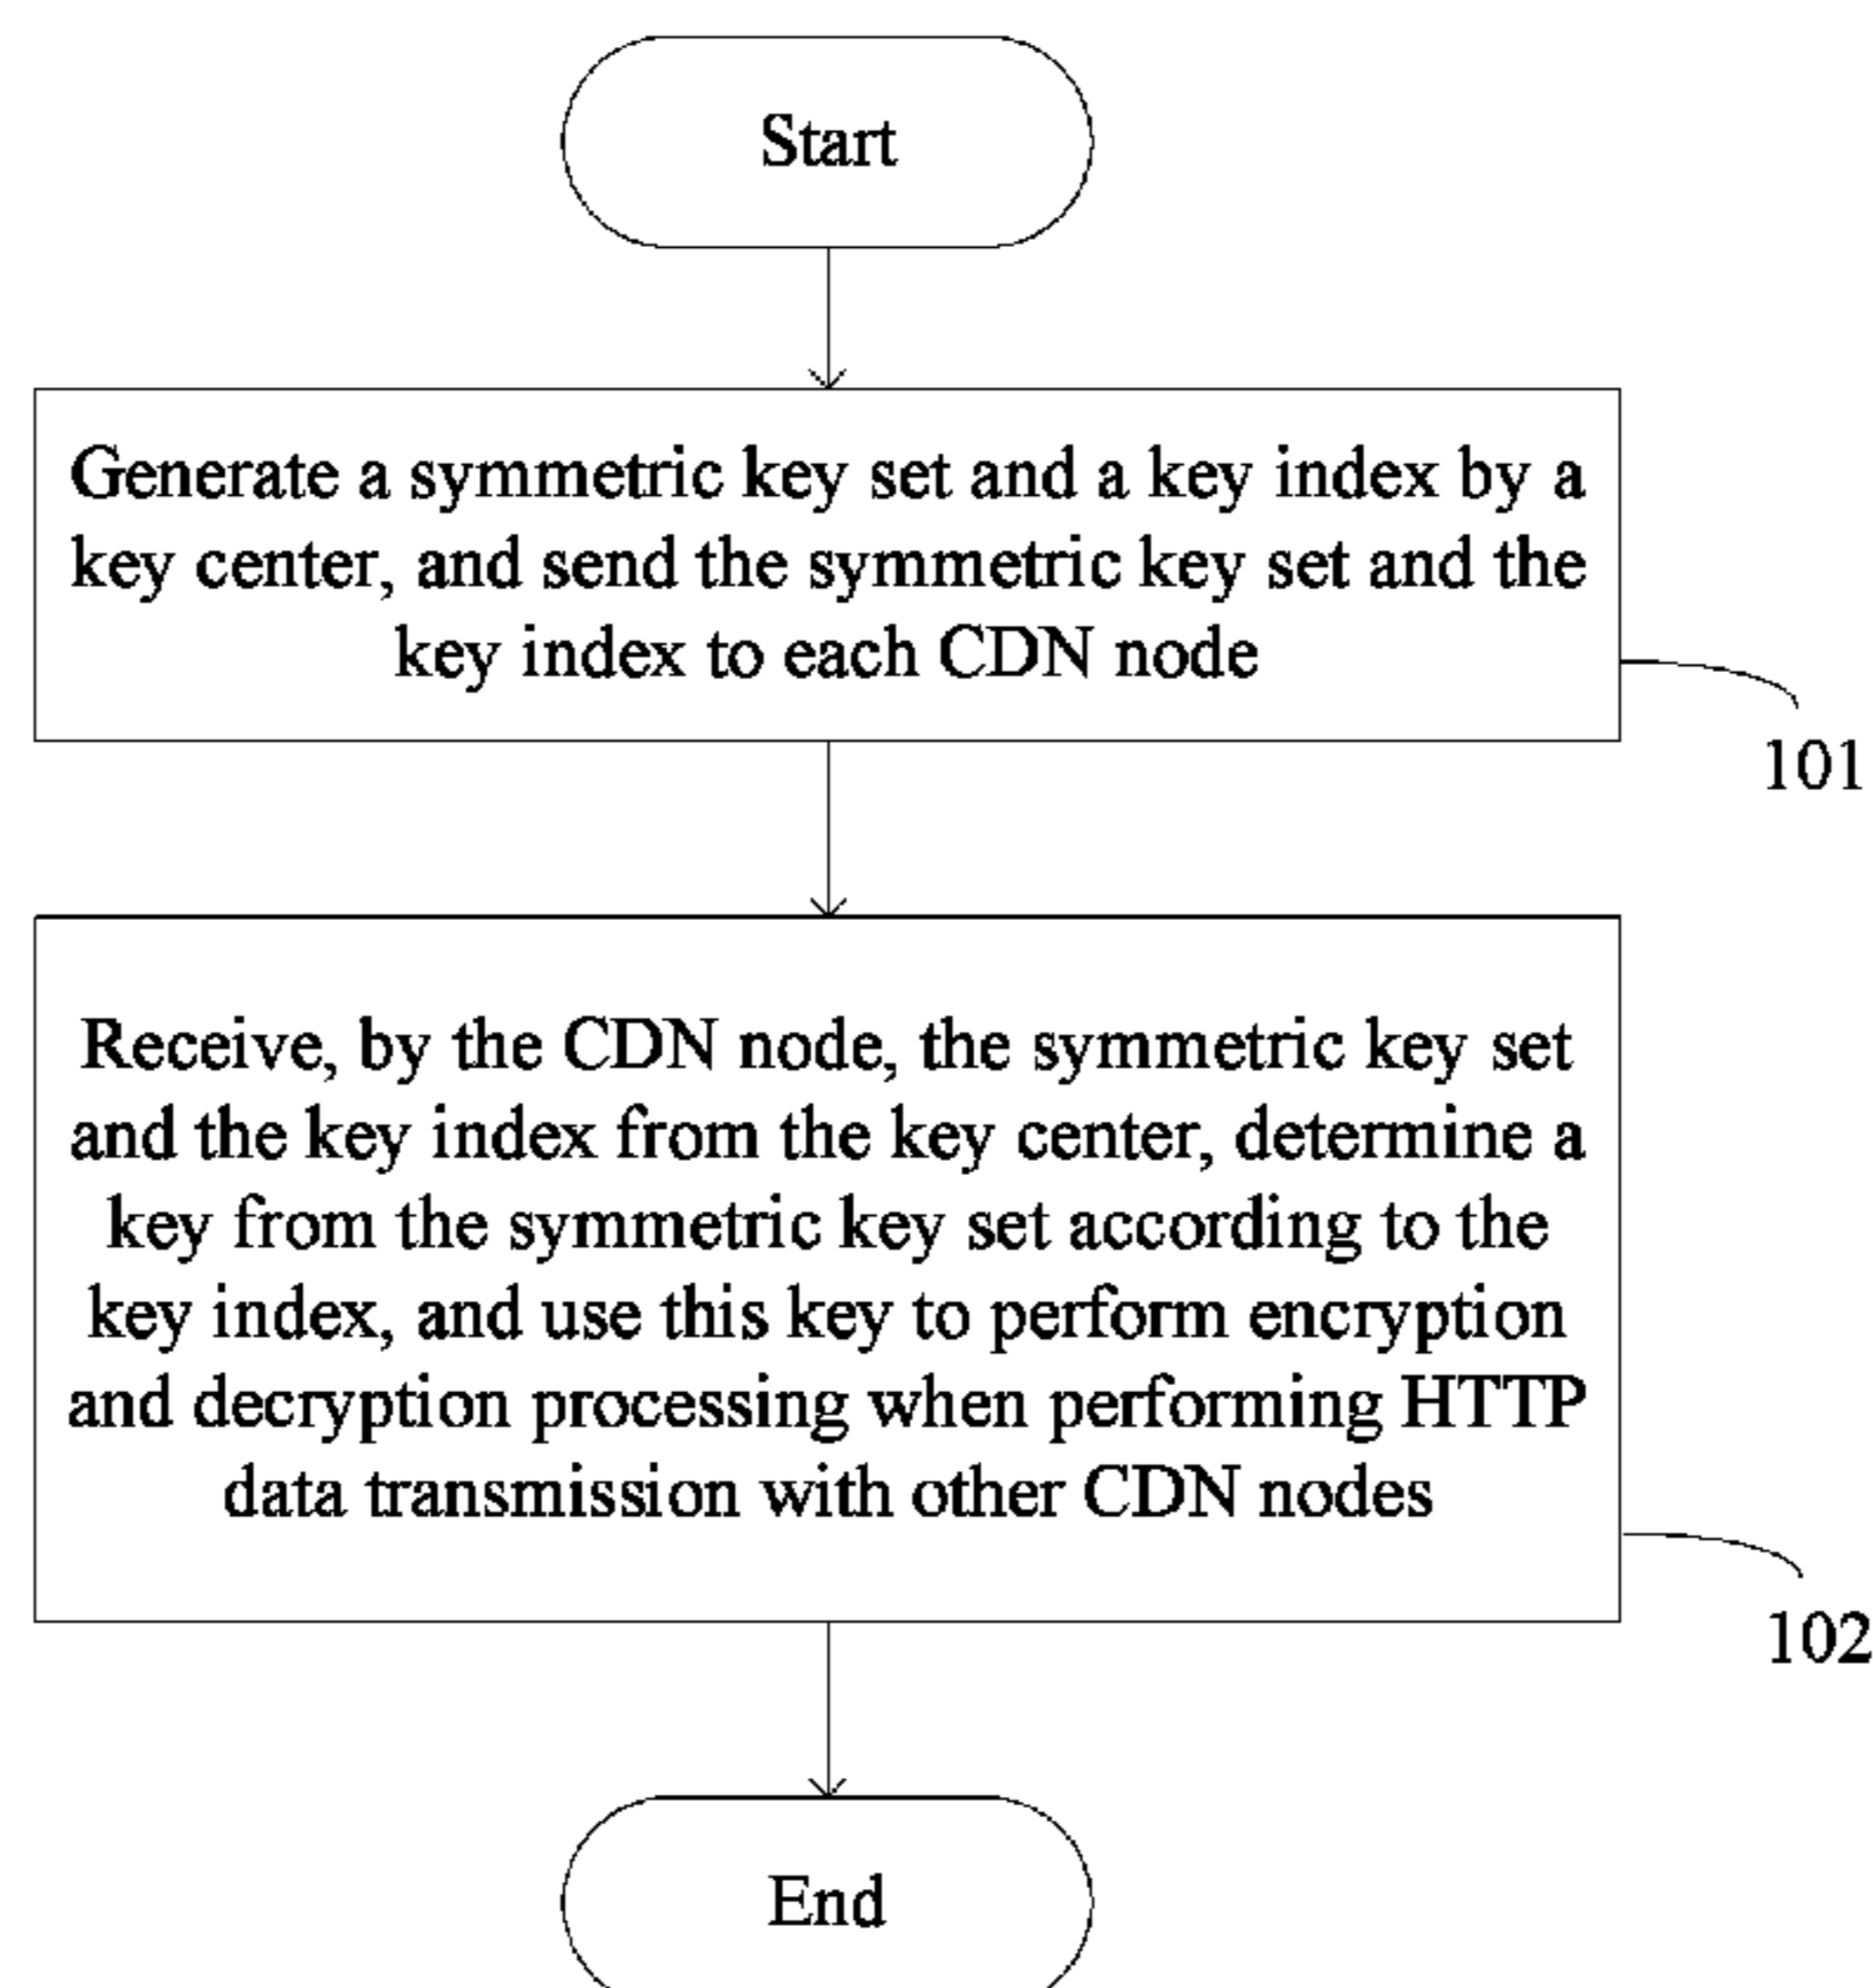 Start
Generate a symmetric key set and a key index by a
key center, and send the symmetric key set and the
key index to each CDN node
101
Receive, by the CDN node, the symmetric key set
and the key index from the key center, determine a
key from the symmetric key set according to the
key index, and use this key to perform encryption
and decryption processing when performing HTTP
data transmission with other CDN nodes
102
End